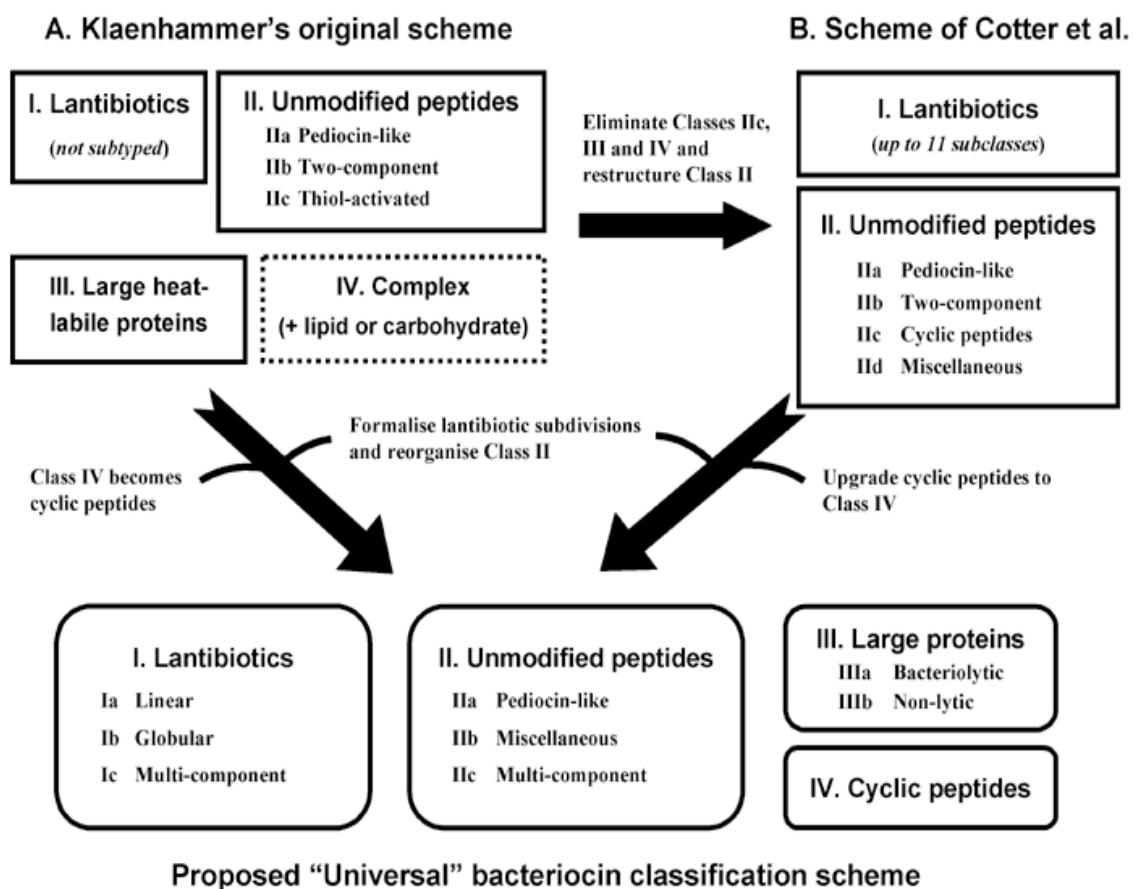 A. Klaenhammer's original scheme
B. Scheme of Cotter et al.
I. Lantibiotics
(not subtyped)
II. Unmodified peptides
IIa Pediocin-like
IIb Two-component
IIc Thiol-activated
III. Large heat-
labile proteins
IV. Complex
(+ lipid or carbohydrate)
Eliminate Classes IIc,
III and IV and
restructure Class II
I. Lantibiotics
(up to 11 subclasses)
II. Unmodified peptides
IIa Pediocin-like
IIb Two-component
IIc Cyclic peptides
IId Miscellaneous
Class IV becomes
cyclic peptides
Formalise lantibiotic subdivisions
and reorganise Class II
Upgrade cyclic peptides to
Class IV
I. Lantibiotics
Ia Linear
Ib Globular
Ic Multi-component
II. Unmodified peptides
IIa Pediocin-like
IIb Miscellaneous
IIc Multi-component
III. Large proteins
IIIa Bacteriolytic
IIIb Non-lytic
IV. Cyclic peptides
Proposed “Universal” bacteriocin classification scheme